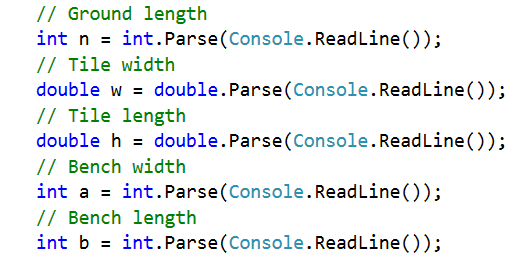 // Ground length
int n = int.Parse(Console.ReadLine());
// Tile width
double w = double.Parse(Console.ReadLine());
// Tile length
double h = double.Parse(Console.ReadLine());
// Bench width
int a = int.Parse(Console.ReadLine());
// Bench length
int b = int.Parse(Console.ReadLine());